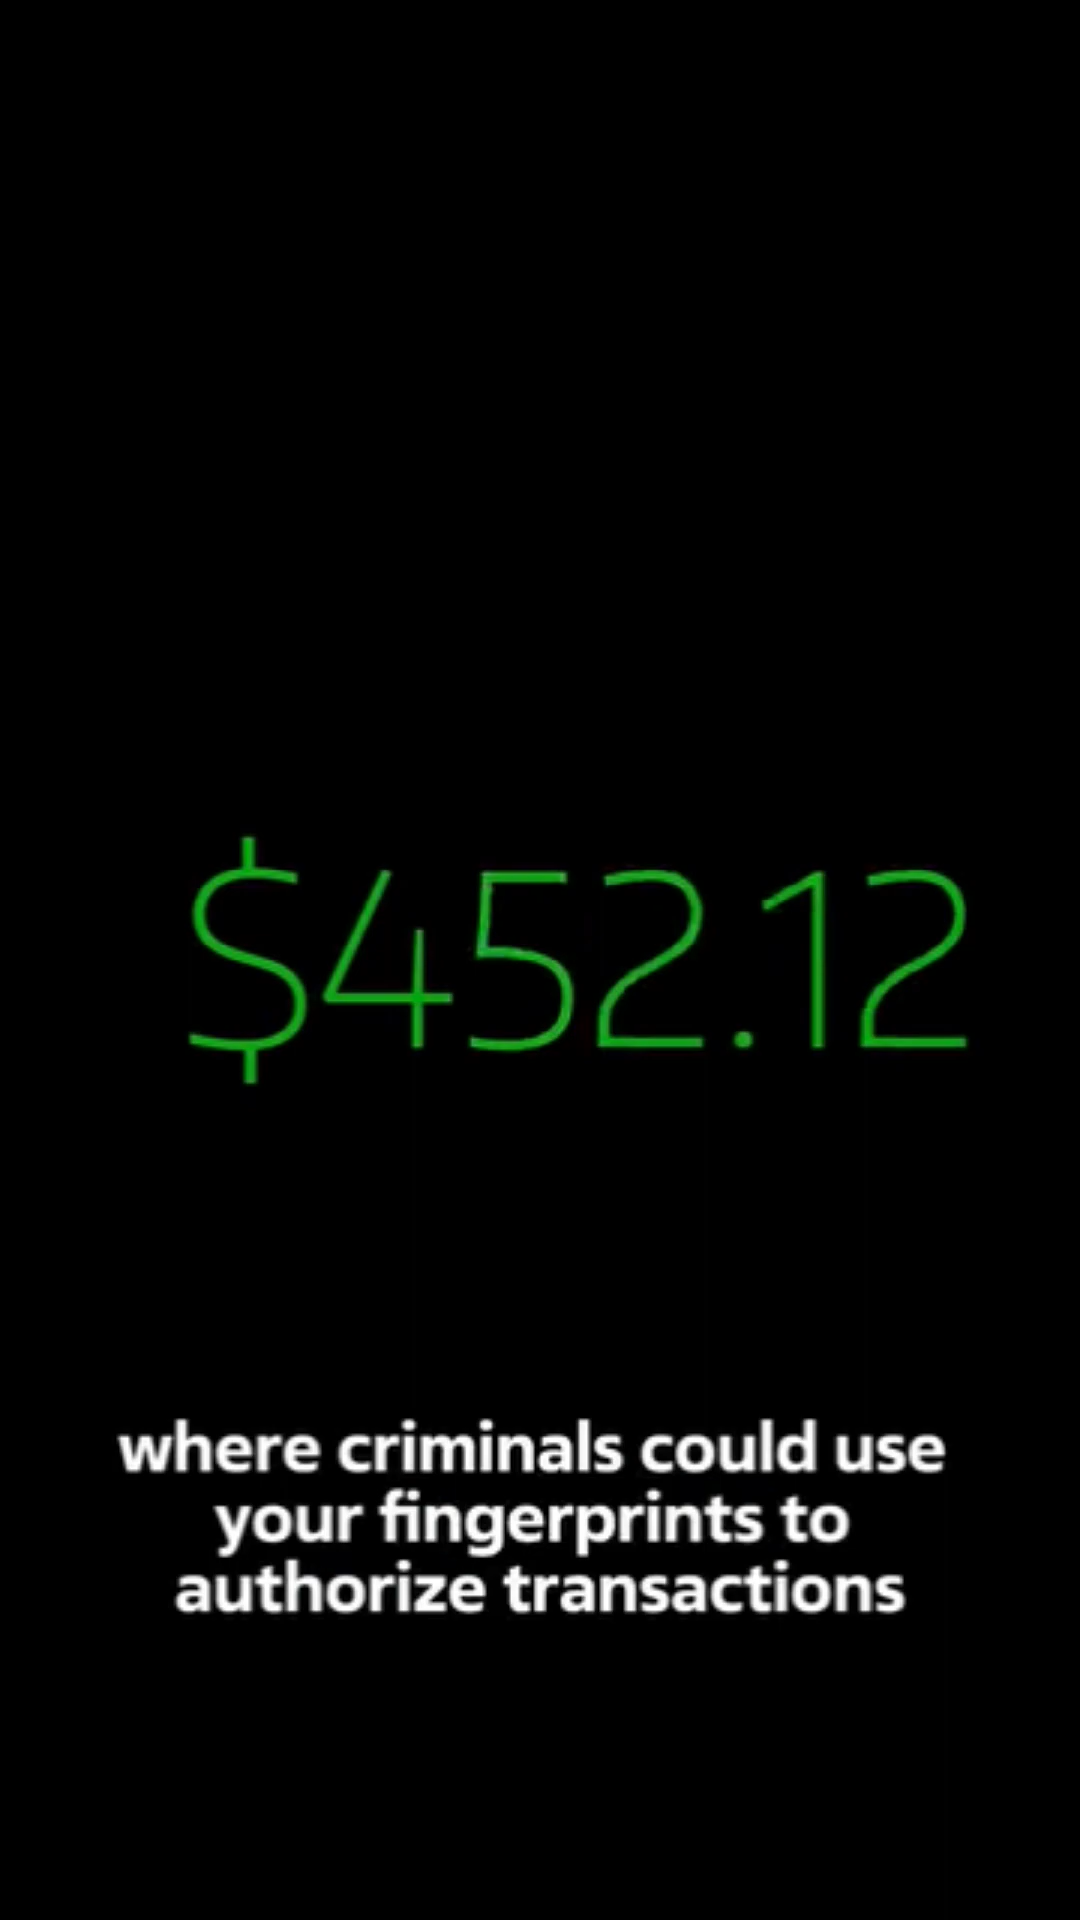 $452.12
where criminals could use
your fingerprints to
authorize transactions